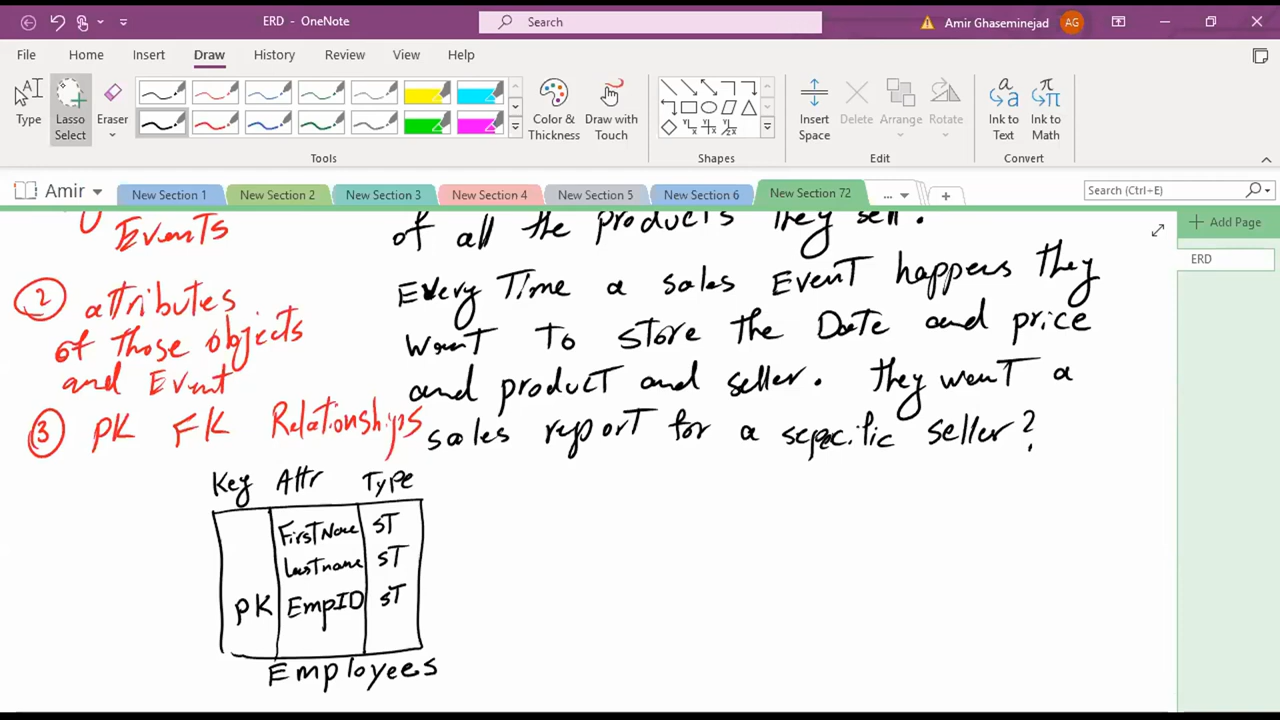 ERD - OneNote
Search
Amir Ghaseminejad
AG
File Home Insert Draw History Review View Help
Type
Lasso Select
Eraser
Color & Thickness
Draw with Touch
Insert Space
Delete
Arrange
Rotate
Ink to Text
Ink to Math
Tools
Shapes
Edit
Convert
Amir
New Section 1
New Section 2
New Section 3
New Section 4
New Section 5
New Section 6
New Section 72
...
Search (Ctrl+E)
Add Page
ERD
Events
② attributes
of those objects
and Event
③ PK FK Relationships
of all the products they sell.
Every Time a sales Event happens they
want To store the Date and price
and product and seller. they want a
sales report for a sepecific seller?
Key Attr Type
FirstName ST
Lastname ST
PK EmpID ST
Employees